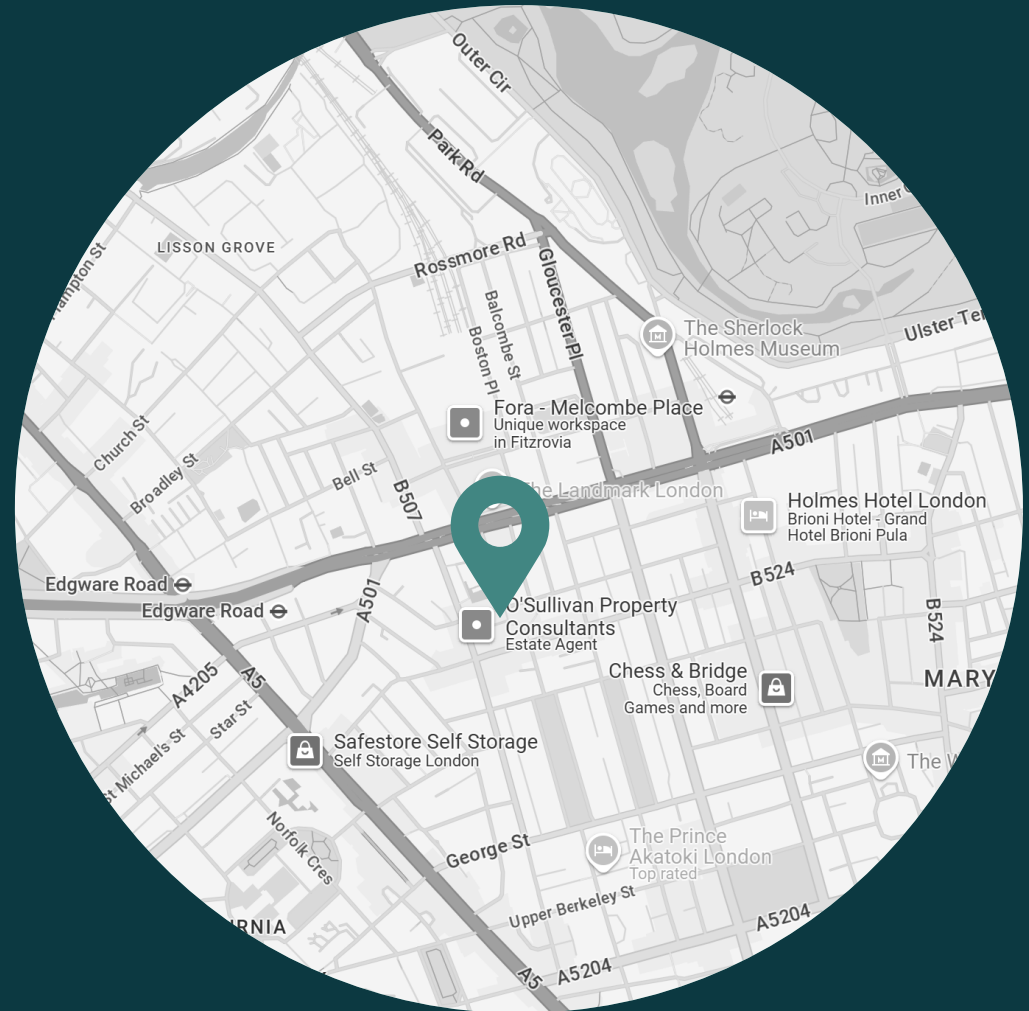 Outer Cir
Park Rd
Inner
LISSON GROVE
Rossmore Rd
Gloucester Pl
Balcombe St
Boston Pl
The Sherlock
Holmes Museum
Ulster
Fora - Melcombe Place
Unique workspace
in Fitzrovia
Church St
Broadley St
Bell St
B507
A501
The Landmark London
Holmes Hotel London
Brioni Hotel - Grand
Hotel Brioni Pula
Edgware Road
Edgware Road
A501
B524
B524
O'Sullivan Property
Consultants
Estate Agent
Chess & Bridge
Chess, Board
Games and more
MARY
A4205
A5
Star St
St Michael's St
Safestore Self Storage
Self Storage London
The W
Norfolk Cres
George St
The Prince
Akatoki London
Top rated
Upper Berkeley St
A5204
A5204
A5
RNIA